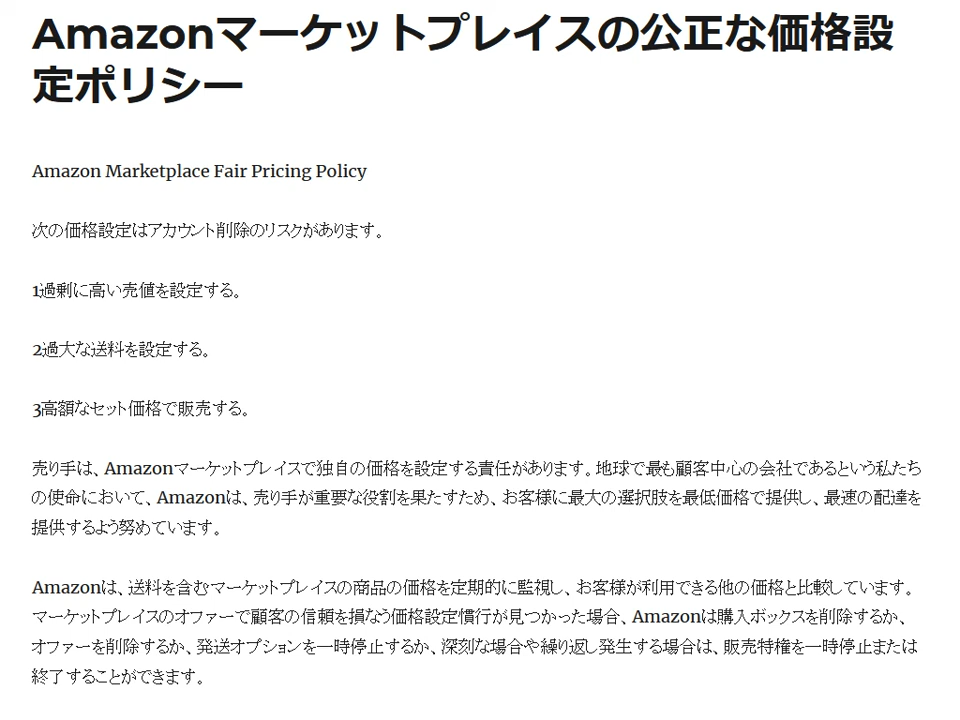 Amazonマーケットプレイスの公正な価格設
定ポリシー
Amazon Marketplace Fair Pricing Policy
次の価格設定はアカウント削除のリスクがあります。
1過剰に高い売値を設定する。
2過大な送料を設定する。
3高額なセット価格で販売する。
売り手は、Amazonマーケットプレイスで独自の価格を設定する責任があります。地球で最も顧客中心の会社であるという私たち
の使命において、Amazonは、売り手が重要な役割を果たすため、お客様に最大の選択肢を最低価格で提供し、最速の配達を
提供するよう努めています。
Amazonは、送料を含むマーケットプレイスの商品の価格を定期的に監視し、お客様が利用できる他の価格と比較しています。
マーケットプレイスのオファーで顧客の信頼を損なう価格設定慣行が見つかった場合、Amazonは購入ボックスを削除するか、
オファーを削除するか、発送オプションを一時停止するか、深刻な場合や繰り返し発生する場合は、販売特権を一時停止または
終了することができます。